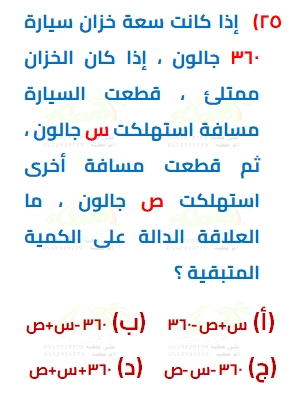 ٢٥) إذا كانت سعة خزان سيارة
٣٦٠ جالون ، إذا كان الخزان
ممتلئ ، قطعت السيارة
مسافة استهلكت س جالون ،
ثم قطعت مسافة أخرى
استهلكت ص جالون ، ما
العلاقة الدالة على الكمية
المتبقية ؟
(أ) س+ص-٣٦٠ (ب) ٣٦٠-س+ص
(ج) ٣٦٠-س-ص (د) ٣٦٠+س+ص